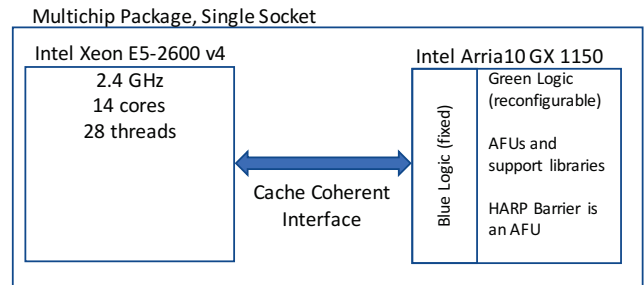 Multichip Package, Single Socket
Intel Xeon E5-2600 v4
2.4 GHz
14 cores
28 threads
Cache Coherent
Interface
Intel Arria10 GX 1150
Blue Logic (fixed)
Green Logic
(reconfigurable)
AFUs and
support libraries
HARP Barrier is
an AFU